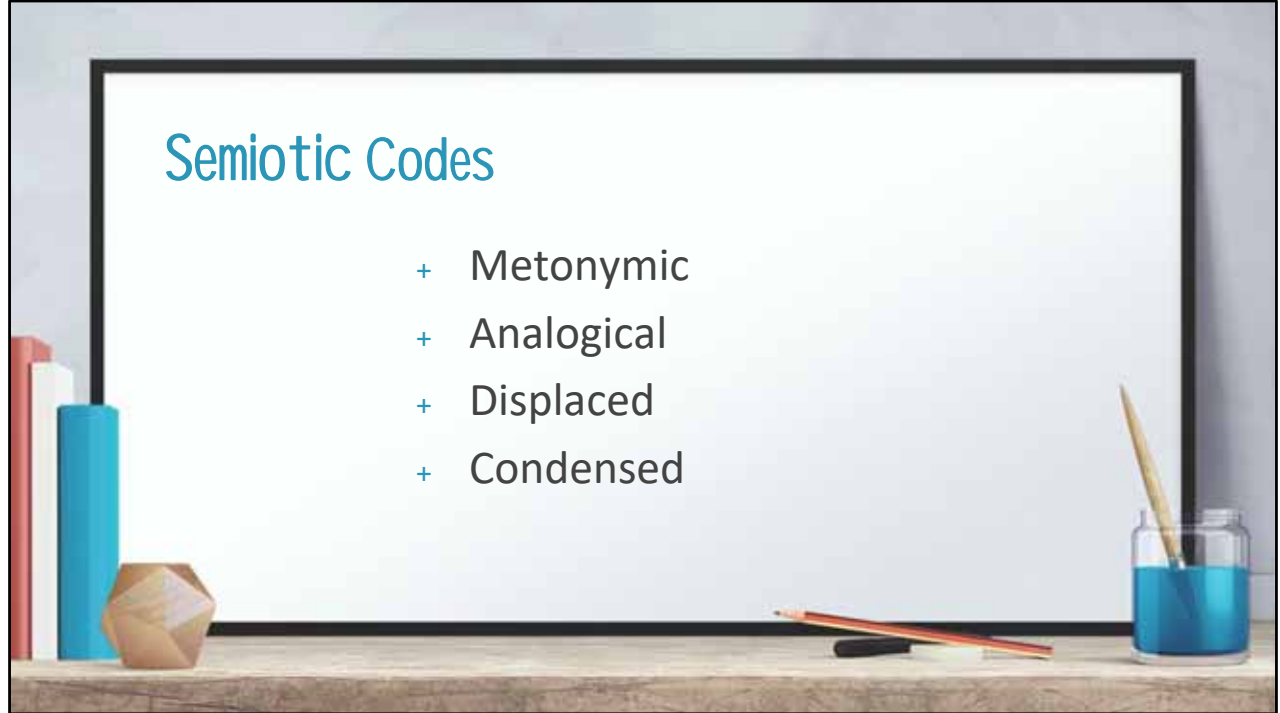 Semiotic Codes
+ Metonymic
+ Analogical
+ Displaced
+ Condensed